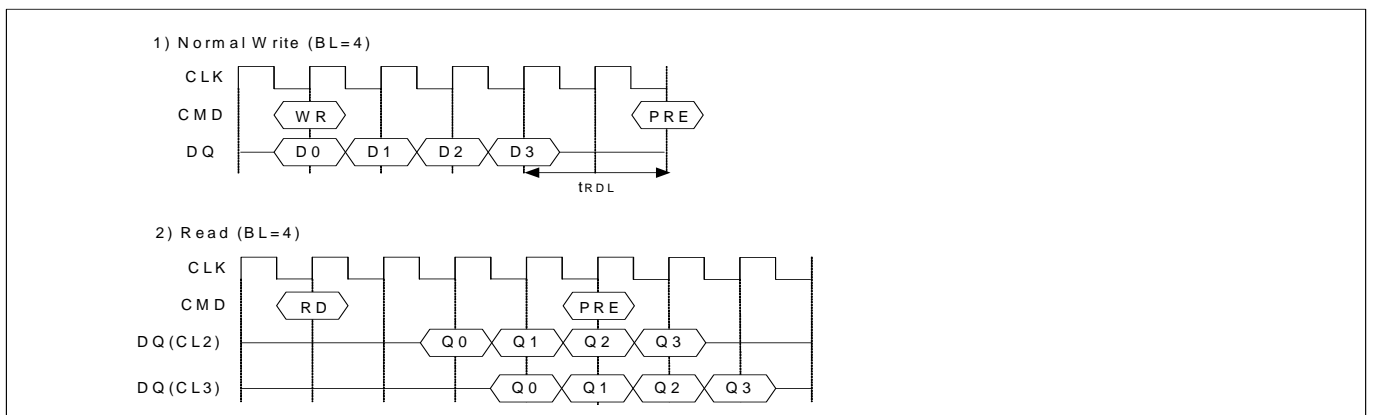 1) Normal Write (BL=4)
CLK
CMD WR PRE
DQ D0 D1 D2 D3
tRDL
2) Read (BL=4)
CLK
CMD RD PRE
DQ(CL2) Q0 Q1 Q2 Q3
DQ(CL3) Q0 Q1 Q2 Q3